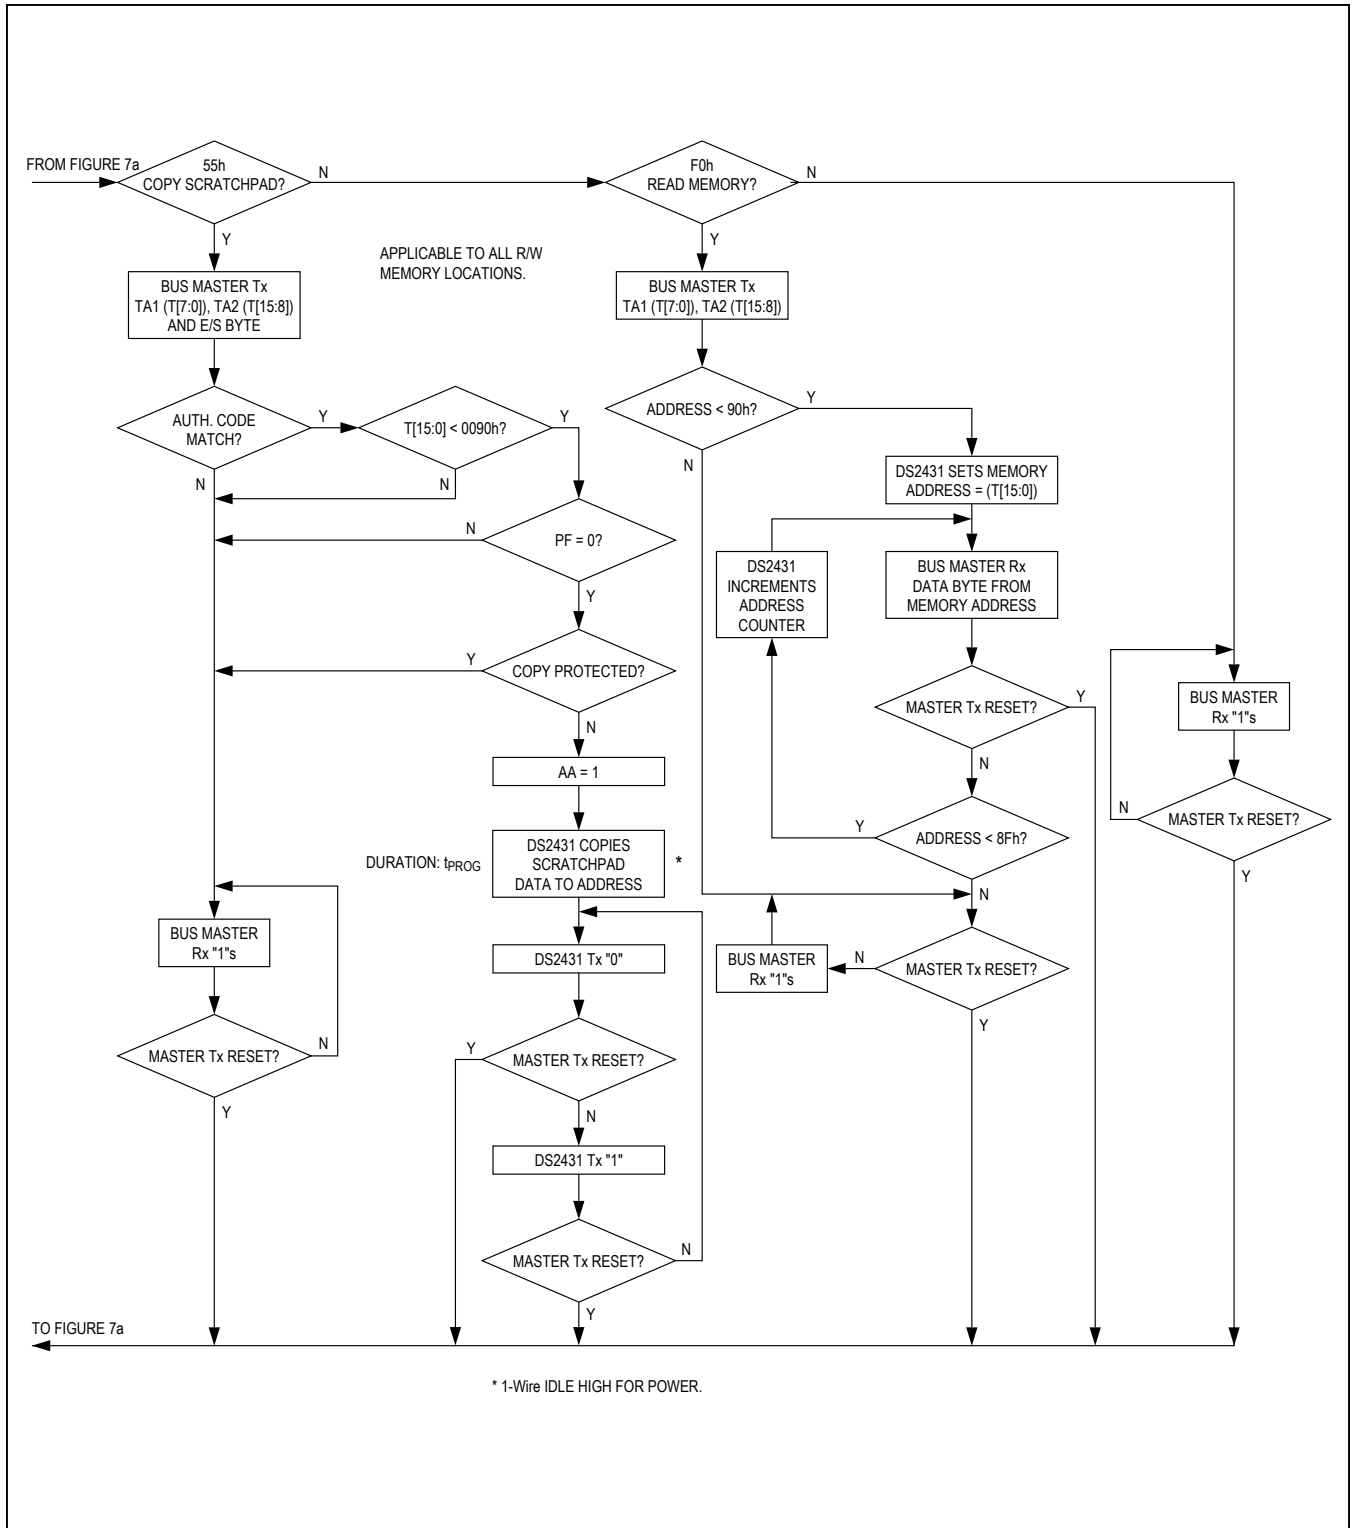 FROM FIGURE 7a
55h
COPY SCRATCHPAD?
N
Y
F0h
READ MEMORY?
N
Y
APPLICABLE TO ALL R/W
MEMORY LOCATIONS.
BUS MASTER Tx
TA1 (T[7:0]), TA2 (T[15:8])
AND E/S BYTE
BUS MASTER Tx
TA1 (T[7:0]), TA2 (T[15:8])
AUTH. CODE
MATCH?
Y
N
T[15:0] < 0090h?
Y
N
ADDRESS < 90h?
Y
N
DS2431 SETS MEMORY
ADDRESS = (T[15:0])
PF = 0?
N
Y
DS2431
INCREMENTS
ADDRESS
COUNTER
BUS MASTER Rx
DATA BYTE FROM
MEMORY ADDRESS
COPY PROTECTED?
Y
N
MASTER Tx RESET?
Y
N
BUS MASTER
Rx "1"s
AA = 1
ADDRESS < 8Fh?
Y
N
MASTER Tx RESET?
N
Y
DURATION: tPROG
DS2431 COPIES
SCRATCHPAD
DATA TO ADDRESS
*
BUS MASTER
Rx "1"s
DS2431 Tx "0"
BUS MASTER
Rx "1"s
N
MASTER Tx RESET?
Y
MASTER Tx RESET?
N
Y
MASTER Tx RESET?
Y
N
DS2431 Tx "1"
MASTER Tx RESET?
N
Y
TO FIGURE 7a
* 1-Wire IDLE HIGH FOR POWER.